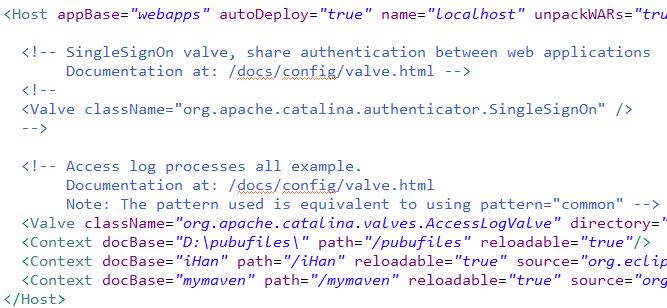 <Host appBase="webapps" autoDeploy="true" name="localhost" unpackWARs="tru
<!-- SingleSignOn valve, share authentication between web applications
Documentation at: /docs/config/valve.html -->
<!--
<Valve className="org.apache.catalina.authenticator.SingleSignOn" />
-->
<!-- Access log processes all example.
Documentation at: /docs/config/valve.html
Note: The pattern used is equivalent to using pattern="common" -->
<Valve className="org.apache.catalina.valves.AccessLogValve" directory="
<Context docBase="D:\pubufiles\" path="/pubufiles" reloadable="true"/>
<Context docBase="iHan" path="/iHan" reloadable="true" source="org.eclip
<Context docBase="mymaven" path="/mymaven" reloadable="true" source="org
</Host>